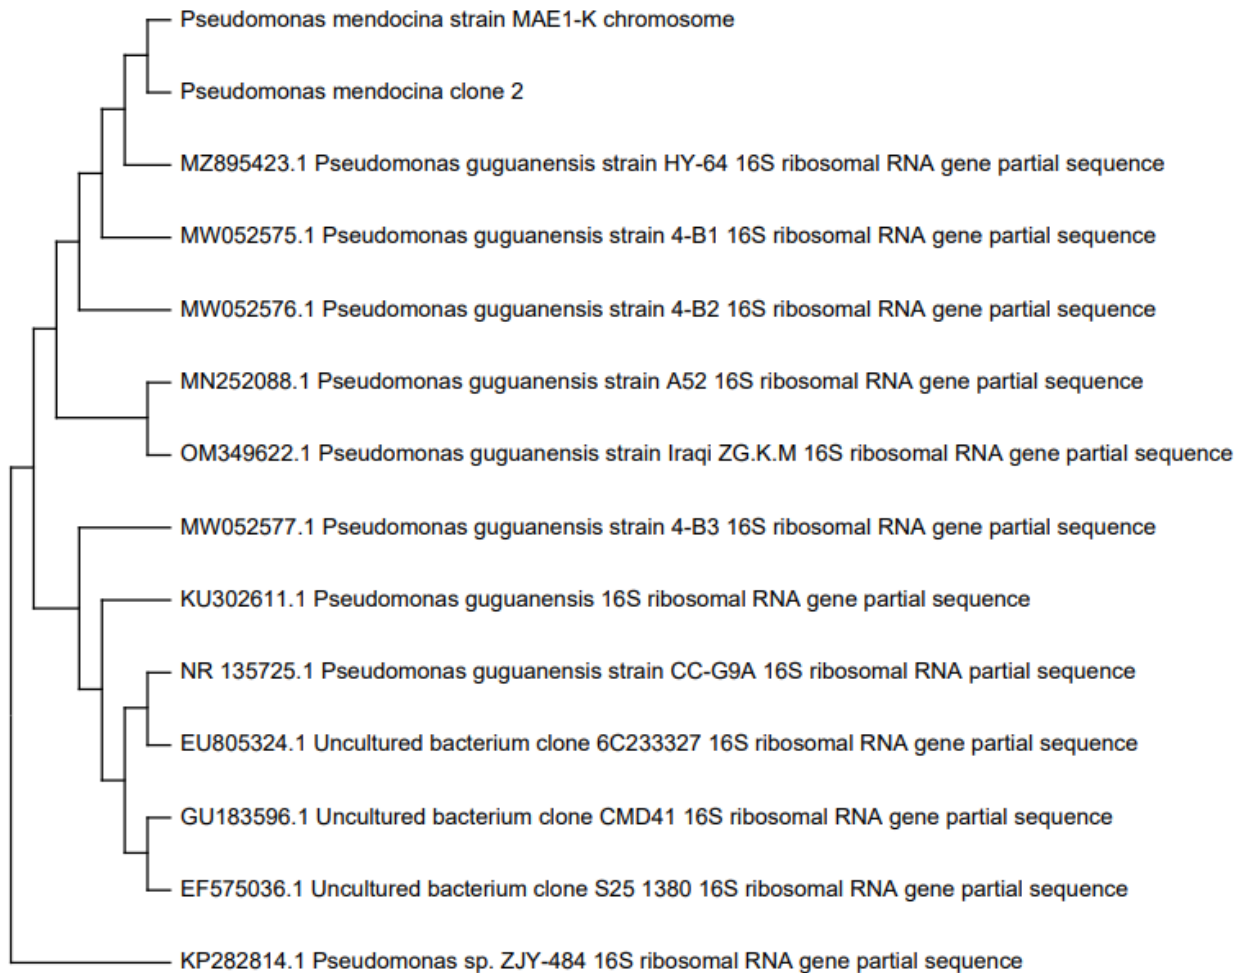 Pseudomonas mendocina strain MAE1-K chromosome
Pseudomonas mendocina clone 2
MZ895423.1 Pseudomonas guguanensis strain HY-64 16S ribosomal RNA gene partial sequence
MW052575.1 Pseudomonas guguanensis strain 4-B1 16S ribosomal RNA gene partial sequence
MW052576.1 Pseudomonas guguanensis strain 4-B2 16S ribosomal RNA gene partial sequence
MN252088.1 Pseudomonas guguanensis strain A52 16S ribosomal RNA gene partial sequence
OM349622.1 Pseudomonas guguanensis strain Iraqi ZG.K.M 16S ribosomal RNA gene partial sequence
MW052577.1 Pseudomonas guguanensis strain 4-B3 16S ribosomal RNA gene partial sequence
KU302611.1 Pseudomonas guguanensis 16S ribosomal RNA gene partial sequence
NR 135725.1 Pseudomonas guguanensis strain CC-G9A 16S ribosomal RNA partial sequence
EU805324.1 Uncultured bacterium clone 6C233327 16S ribosomal RNA gene partial sequence
GU183596.1 Uncultured bacterium clone CMD41 16S ribosomal RNA gene partial sequence
EF575036.1 Uncultured bacterium clone S25 1380 16S ribosomal RNA gene partial sequence
KP282814.1 Pseudomonas sp. ZJY-484 16S ribosomal RNA gene partial sequence